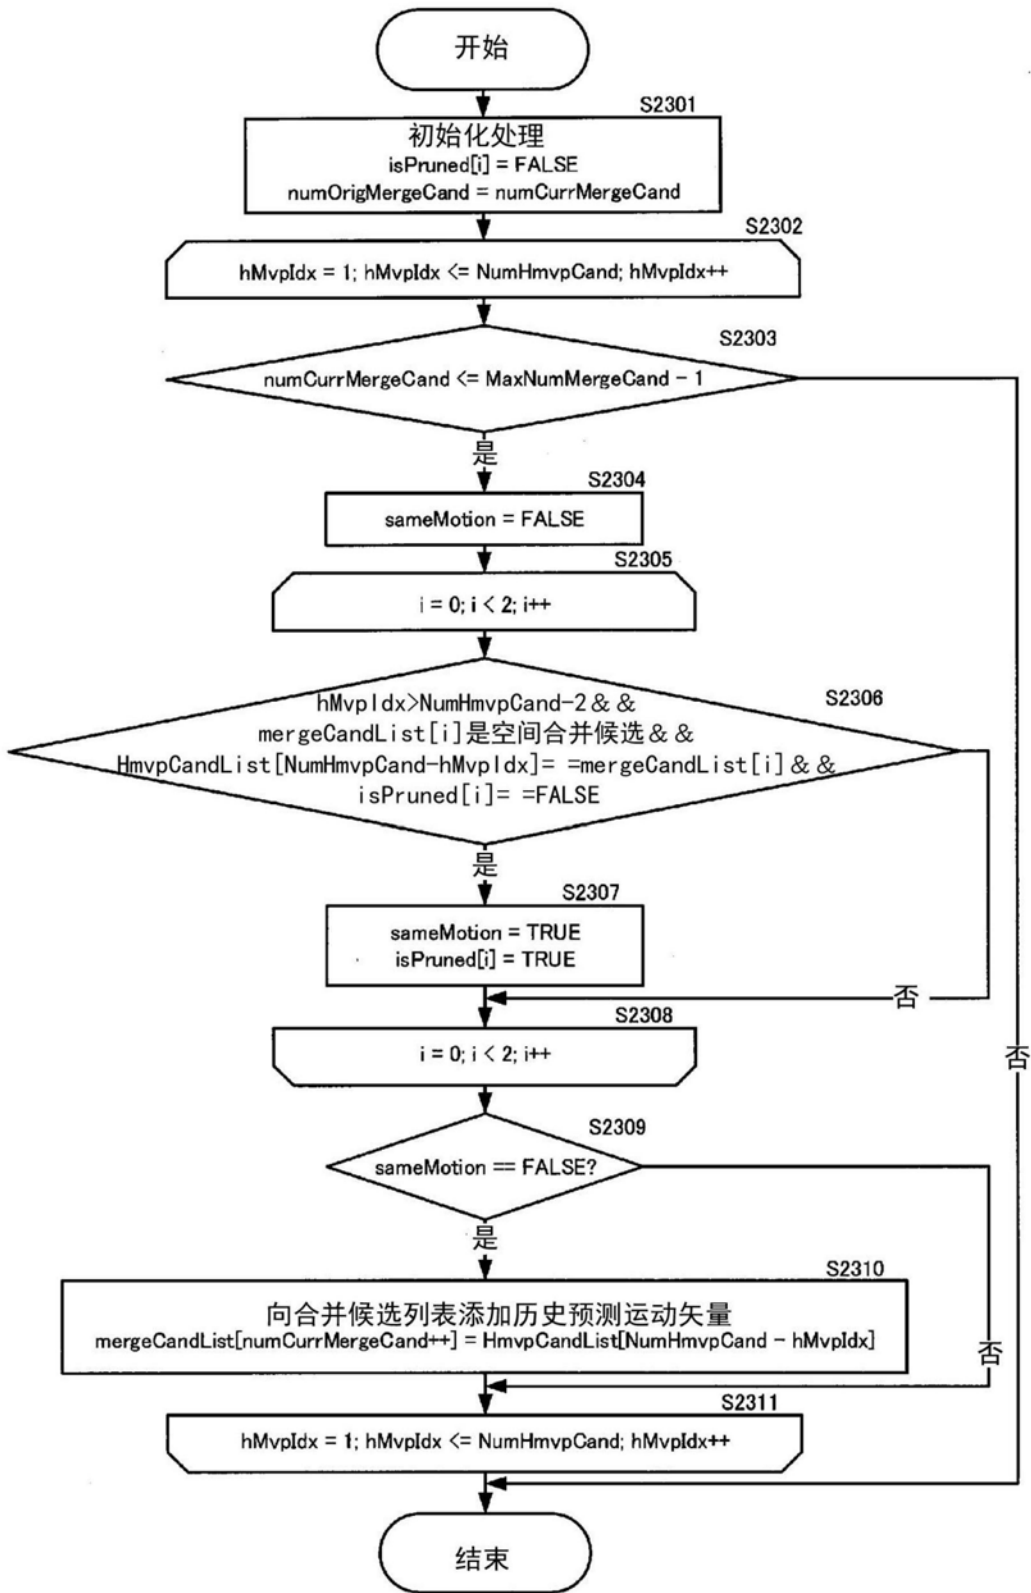 开始
S2301
初始化处理
isPruned[i] = FALSE
numOrigMergeCand = numCurrMergeCand
S2302
hMvpIdx = 1; hMvpIdx <= NumHmvpCand; hMvpIdx++
S2303
numCurrMergeCand <= MaxNumMergeCand - 1
是
S2304
sameMotion = FALSE
S2305
i = 0; i < 2; i++
S2306
hMvpIdx>NumHmvpCand-2&&
mergeCandList[i]是空间合并候选&&
HmvpCandList[NumHmvpCand-hMvpIdx]= =mergeCandList[i]&&
isPruned[i]= =FALSE
是
S2307
sameMotion = TRUE
isPruned[i] = TRUE
否
S2308
i = 0; i < 2; i++
否
S2309
sameMotion == FALSE?
是
S2310
向合并候选列表添加历史预测运动矢量
mergeCandList[numCurrMergeCand++] = HmvpCandList[NumHmvpCand - hMvpIdx]
否
S2311
hMvpIdx = 1; hMvpIdx <= NumHmvpCand; hMvpIdx++
结束